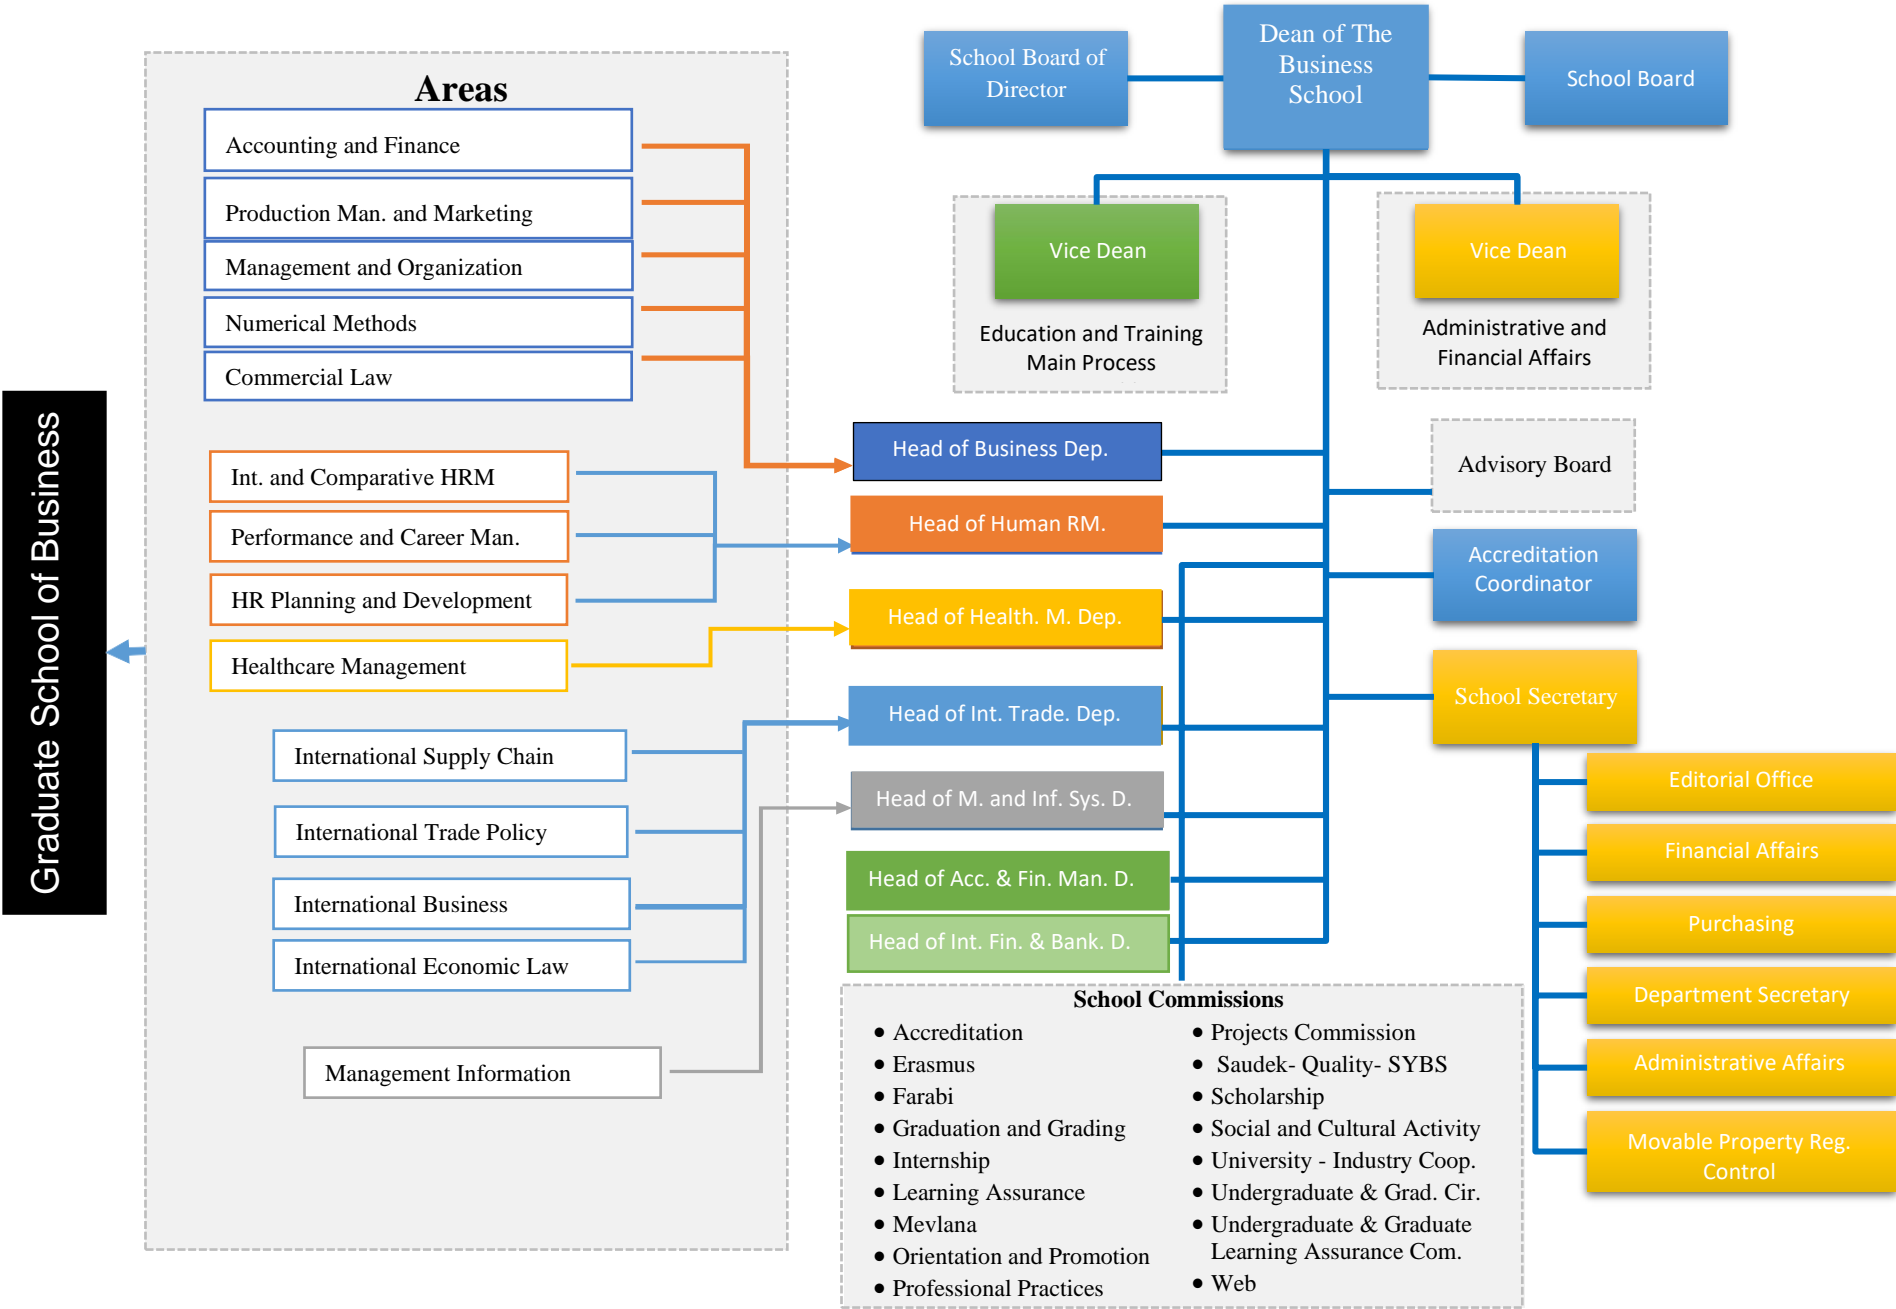 Graduate School of Business
Areas
Accounting and Finance
Production Man. and Marketing
Management and Organization
Numerical Methods
Commercial Law
Int. and Comparative HRM
Performance and Career Man.
HR Planning and Development
Healthcare Management
International Supply Chain
International Trade Policy
International Business
International Economic Law
Management Information
School Board of
Director
Dean of The
Business
School
School Board
Vice Dean
Education and Training
Main Process
Vice Dean
Administrative and
Financial Affairs
Head of Business Dep.
Head of Human RM.
Head of Health. M. Dep.
Head of Int. Trade. Dep.
Head of M. and Inf. Sys. D.
Head of Acc. & Fin. Man. D.
Head of Int. Fin. & Bank. D.
Advisory Board
Accreditation
Coordinator
School Secretary
Editorial Office
Financial Affairs
Purchasing
Department Secretary
Administrative Affairs
Movable Property Reg.
Control
School Commissions
• Accreditation
• Erasmus
• Farabi
• Graduation and Grading
• Internship
• Learning Assurance
• Mevlana
• Orientation and Promotion
• Professional Practices
• Projects Commission
• Saudek- Quality- SYBS
• Scholarship
• Social and Cultural Activity
• University - Industry Coop.
• Undergraduate & Grad. Cir.
• Undergraduate & Graduate
Learning Assurance Com.
• Web